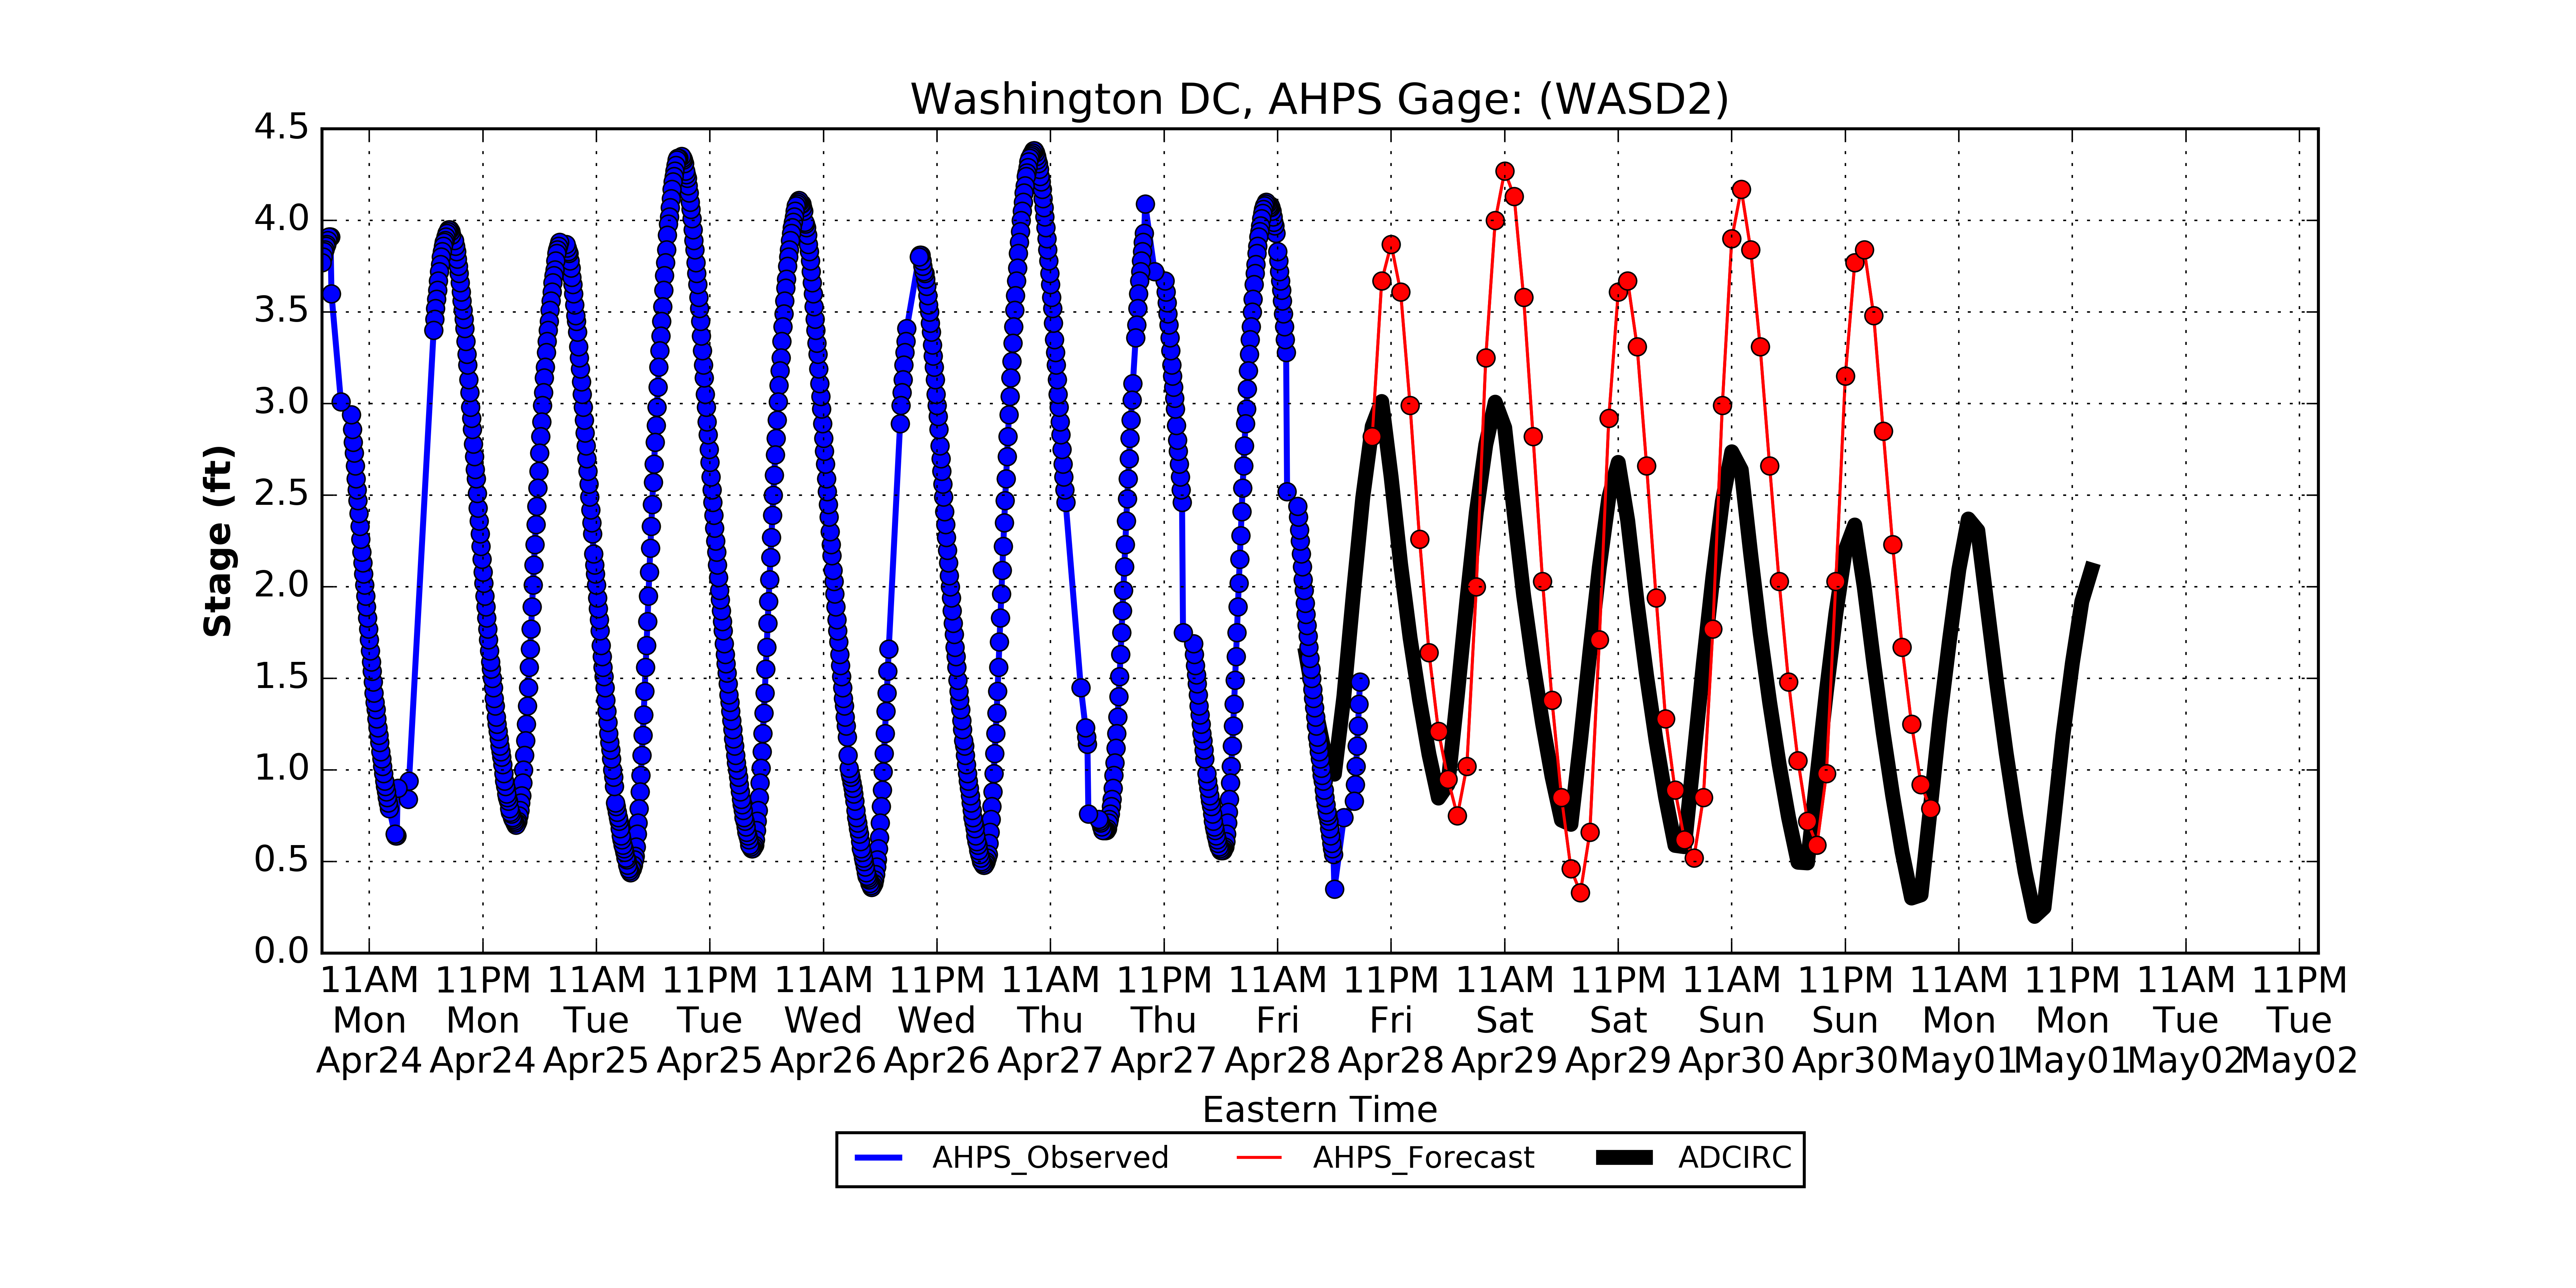 Washington DC, AHPS Gage: (WASD2)
4.5
4.0
3.5
3.0
2.5
2.0
1.5
1.0
0.5
0.0
Stage (ft)
11AM 11PM 11AM 11PM 11AM 11PM 11AM 11PM 11AM 11PM 11AM 11PM 11AM 11PM 11AM 11PM 11AM 11PM
Mon Mon Tue Tue Wed Wed Thu Thu Fri Fri Sat Sat Sun Sun Mon Mon Tue Tue
Apr24 Apr24 Apr25 Apr25 Apr26 Apr26 Apr27 Apr27 Apr28 Apr28 Apr29 Apr29 Apr30 Apr30 May01 May01 May02 May02
Eastern Time
AHPS_Observed AHPS_Forecast ADCIRC